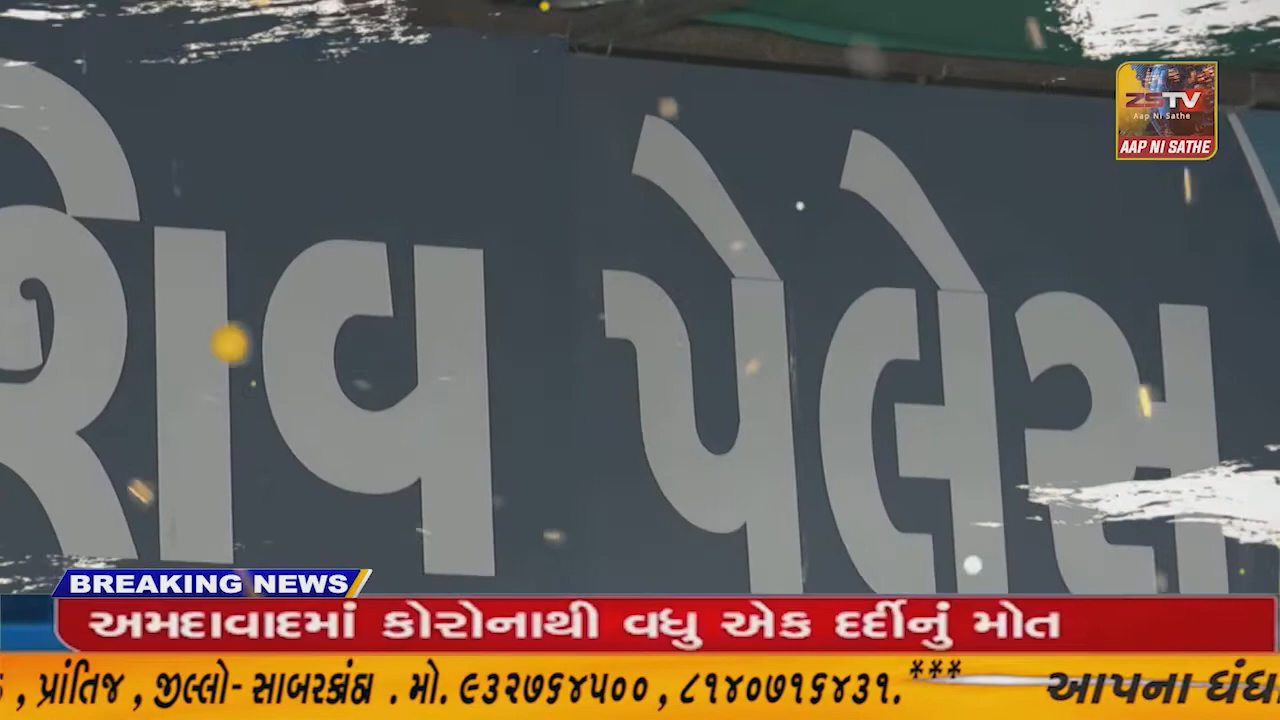 ZSTV
Aap Ni Sathe
AAP NI SATHE
શિવ પેલેસ
BREAKING NEWS
અમદાવાદમાં કોરોનાથી વધુ એક દર્દીનું મોત
, પ્રાંતિજ , જીલ્લો- સાબરકાંઠા . મો. ૯૩૨૭૬૪૫૦૦ , ૮૧૪૦૭૧૬૪૩૧.*** આપના